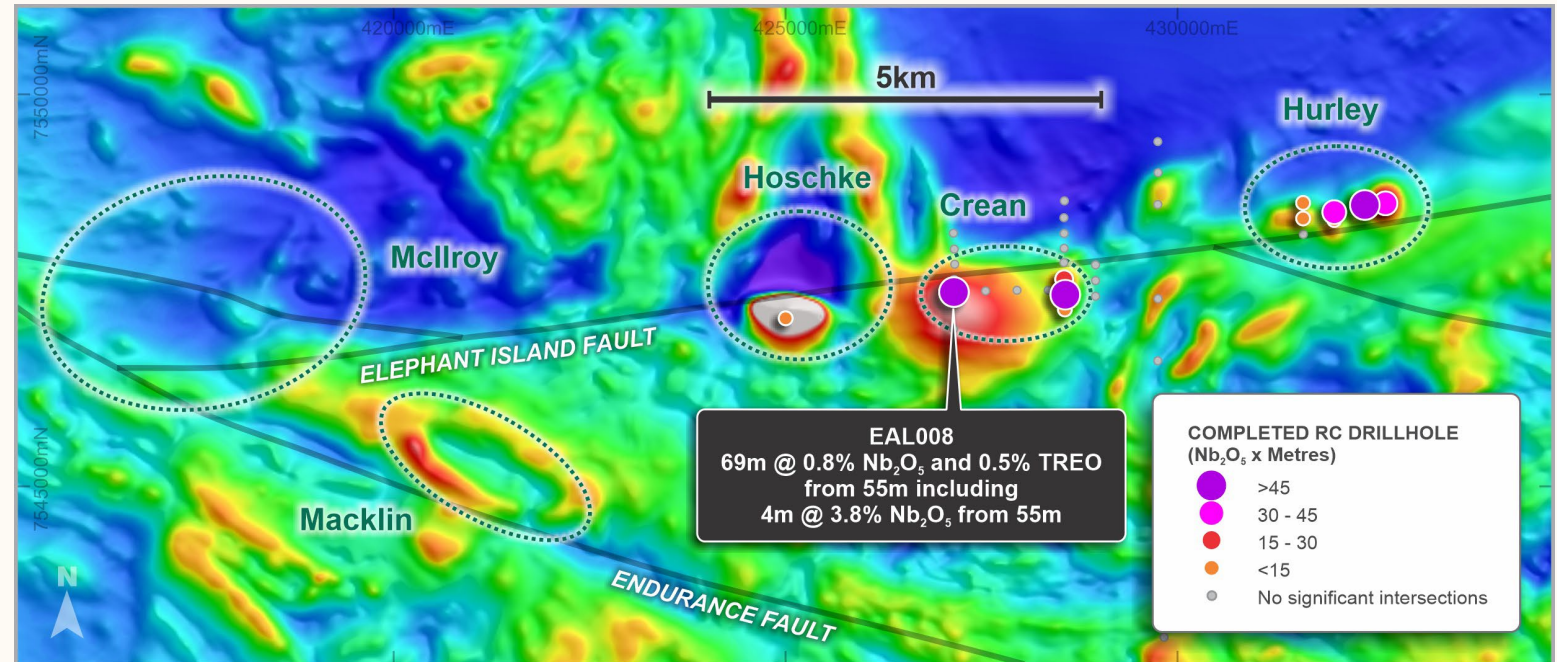 420000mE
425000mE
430000mE
7550000mN
5km
Hurley
Hoschke
Crean
McIlroy
ELEPHANT ISLAND FAULT
EAL008
69m @ 0.8% Nb₂O₅ and 0.5% TREO
from 55m including
4m @ 3.8% Nb₂O₅ from 55m
COMPLETED RC DRILLHOLE
(Nb₂O₅ x Metres)
>45
30 - 45
15 - 30
<15
No significant intersections
7545000mN
Macklin
N
ENDURANCE FAULT